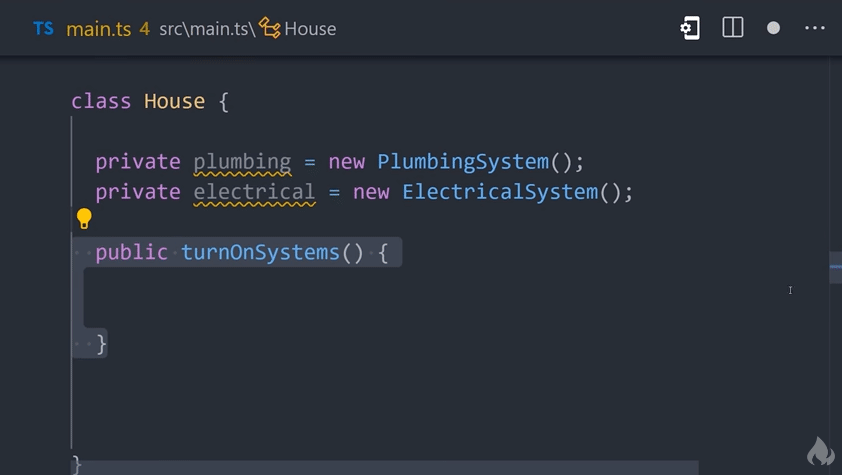 TS main.ts 4 src\main.ts\ House ...
class House {
private plumbing = new PlumbingSystem();
private electrical = new ElectricalSystem();
public turnOnSystems() {
}
}